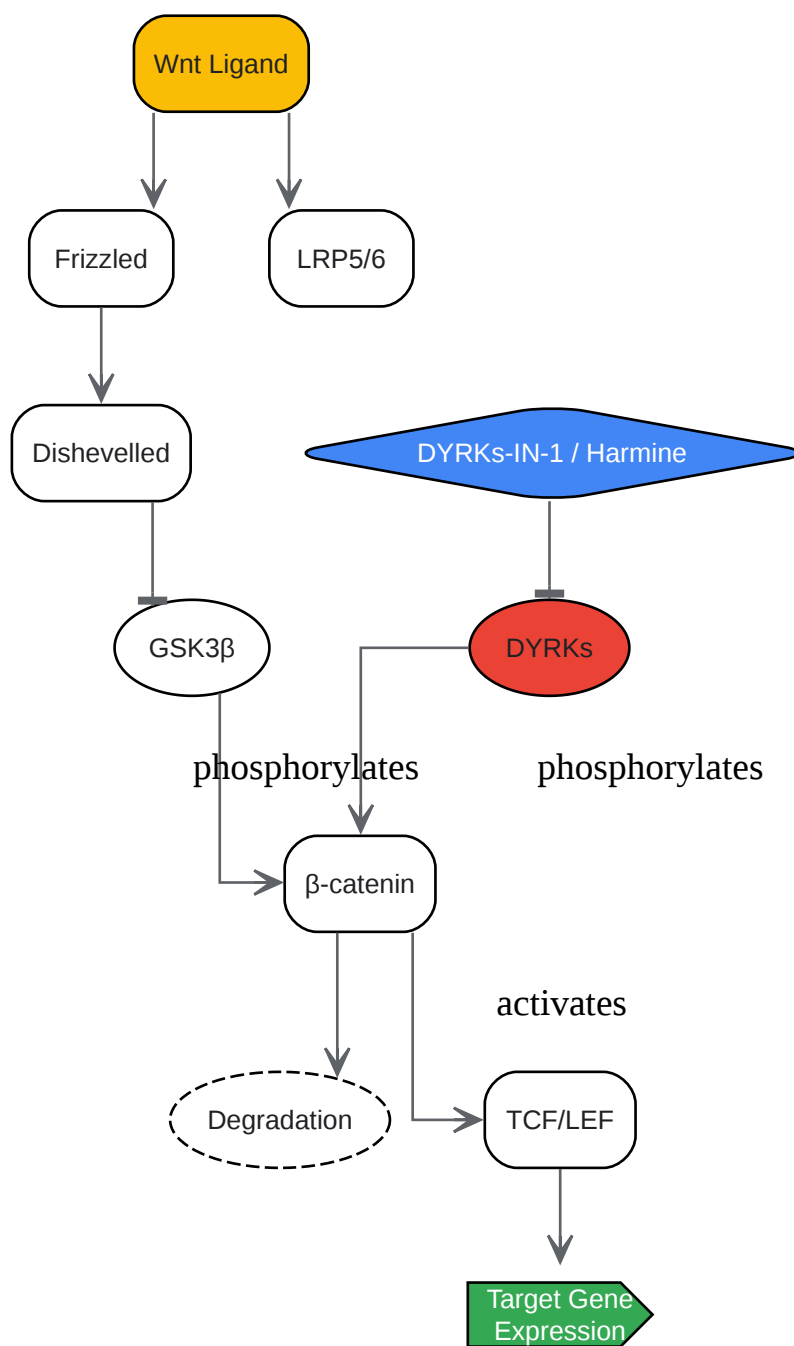 Wnt Ligand
Frizzled
LRP5/6
Dishevelled
DYRKs-IN-1 / Harmine
GSK3β
DYRKs
phosphorylates
phosphorylates
β-catenin
activates
Degradation
TCF/LEF
Target Gene
Expression